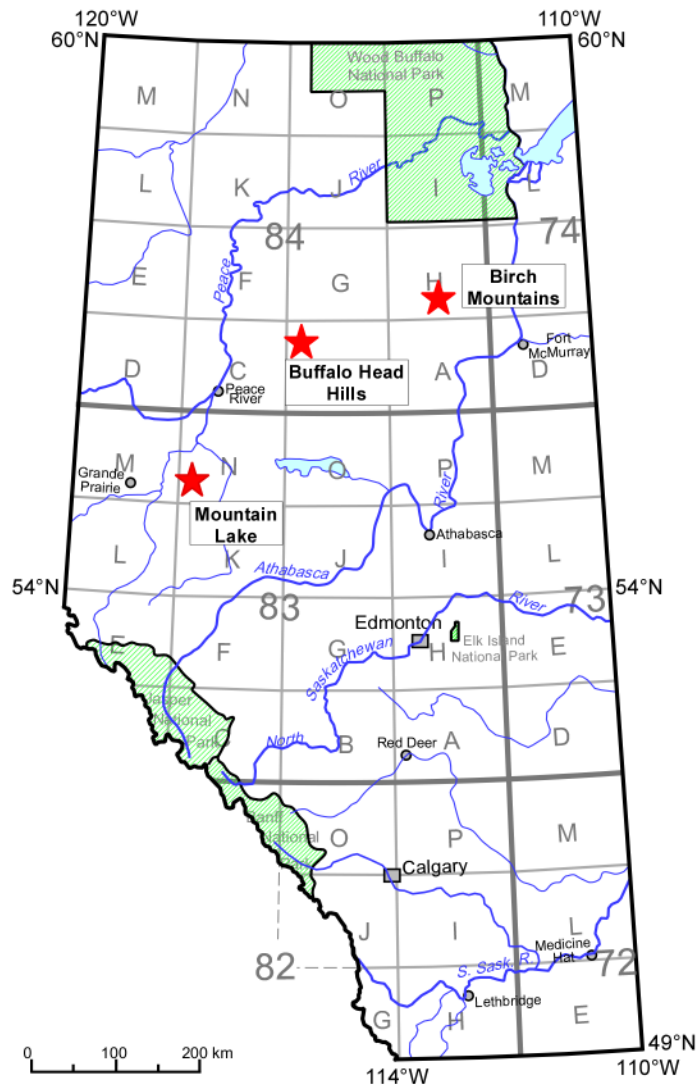 120°W
110°W
60°N
60°N
Wood Buffalo
National Park
M
N
O
P
M
River
L
K
J
I
L
84
74
Peace
E
F
G
H
Birch
Mountains
Fort
McMurray
D
C
Buffalo Head
Hills
A
D
Peace
River
M
N
O
P
M
Grande
Prairie
Mountain
Lake
River
Athabasca
L
K
J
I
L
Athabasca
54°N
54°N
83
73
River
Edmonton
Saskatchewan
E
F
G
H
Elk Island
National Park
E
Jasper
National
Park
C
North
B
Red Deer
A
D
Banff
National
Park
O
P
M
Calgary
J
I
L
Medicine
Hat
82
S. Sask. R.
72
Lethbridge
G
H
E
49°N
110°W
114°W
0
100
200 km